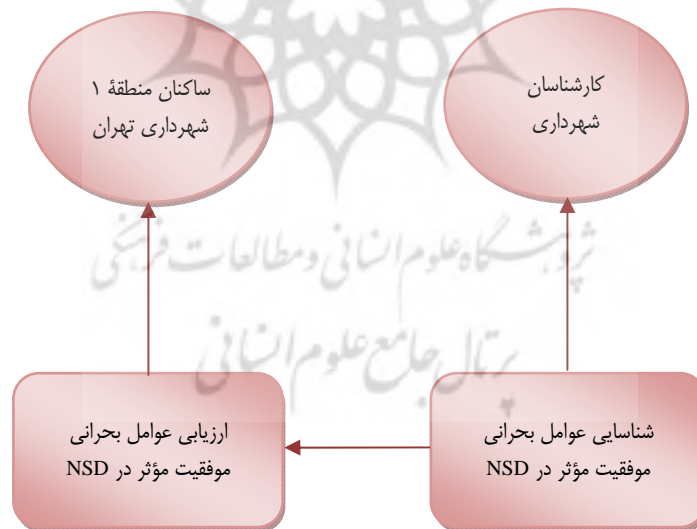 کارشناسان
شهرداری
ساکنان منطقهٔ ۱
شهرداری تهران
پژوهشگاه علوم انسانی و مطالعات فرهنگی
پرتال جامع علوم انسانی
شناسایی عوامل بحرانی
موفقیت مؤثر در NSD
ارزیابی عوامل بحرانی
موفقیت مؤثر در NSD